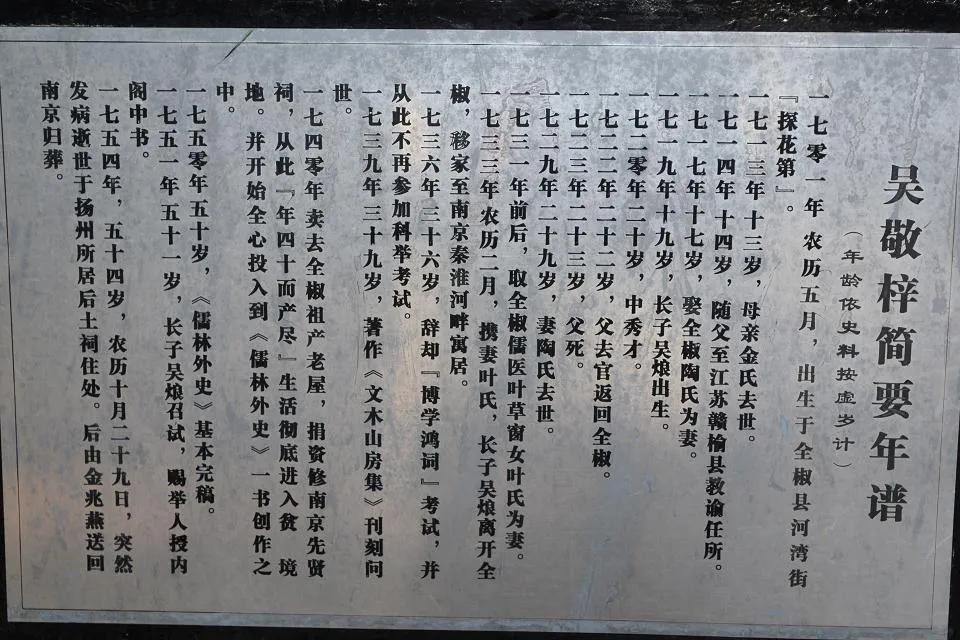 吴敬梓简要年谱
（年龄依史料按虚岁计）
一七零一年农历五月，出生于全椒县河湾街
『探花第』。
一七一三年十三岁，母亲金氏去世。
一七一四年十四岁，随父至江苏赣榆县教谕任所。
一七一七年十七岁，娶全椒陶氏为妻。
一七一九年十九岁，长子吴烺出生。
一七二零年二十岁，中秀才。
一七二二年二十二岁，父去官返回全椒。
一七二三年二十三岁，父死。
一七二九年二十九岁，妻陶氏去世。
一七三一年前后，取全椒儒医叶草窗女叶氏为妻。
一七三三年农历二月，携妻叶氏，长子吴烺离开全
椒，移家至南京秦淮河畔寓居。
一七三六年三十六岁，辞却『博学鸿词』考试，并
从此不再参加科举考试。
一七三九年三十九岁，著作《文木山房集》刊刻问
世。
一七四零年卖去全椒祖产老屋，捐资修南京先贤
祠，从此『年四十而产尽』生活彻底进入贫 境
地。并开始全心投入到《儒林外史》一书创作之
中。
一七五零年五十岁，《儒林外史》基本完稿。
一七五一年五十一岁，长子吴烺召试，赐举人授内
阁中书。
一七五四年，五十四岁，农历十月二十九日，突然
发病逝世于扬州所居后土祠住处。后由金兆燕送回
南京归葬。